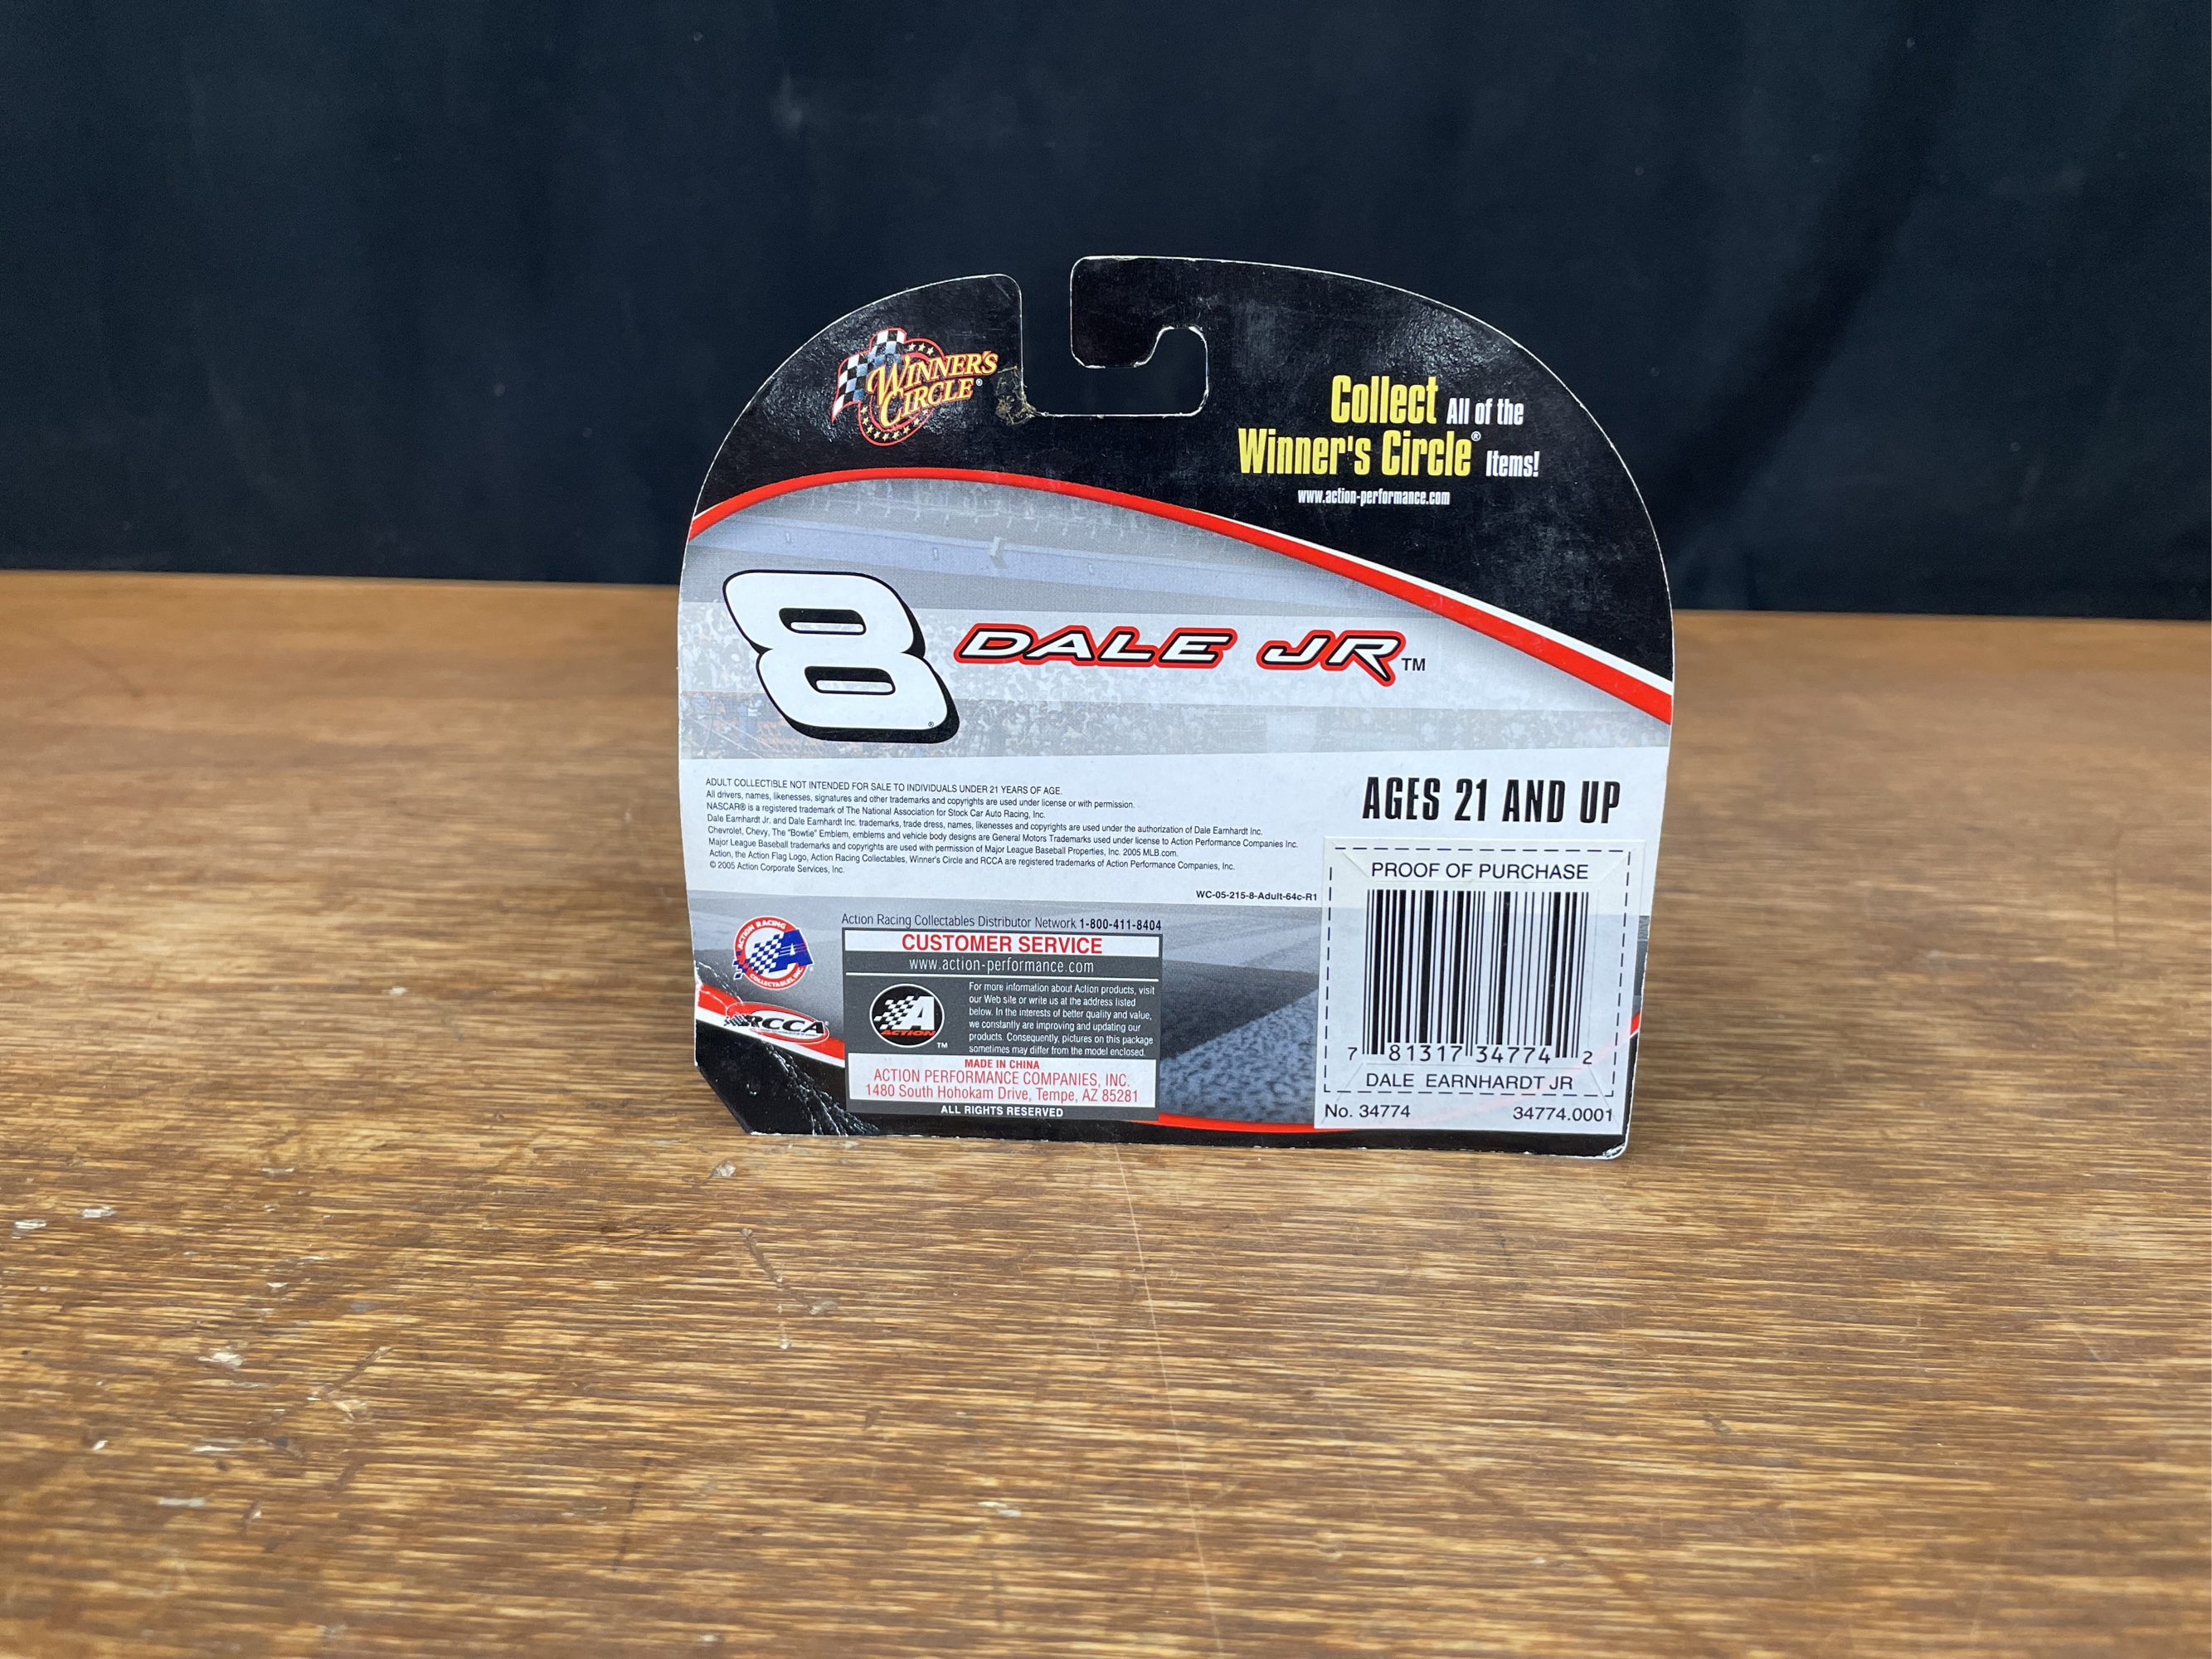 WINNER'S
CIRCLE®
Collect All of the
Winner's Circle® Items!
www.action-performance.com
8®
DALE JR™
ADULT COLLECTIBLE NOT INTENDED FOR SALE TO INDIVIDUALS UNDER 21 YEARS OF AGE.
All drivers, names, likenesses, signatures and other trademarks and copyrights are used under license or with permission.
NASCAR® is a registered trademark of The National Association for Stock Car Auto Racing, Inc.
Dale Earnhardt Jr. and Dale Earnhardt Inc. trademarks, trade dress, names, likenesses and copyrights are used under the authorization of Dale Earnhardt Inc.
Chevrolet, Chevy, The "Bowtie" Emblem, emblems and vehicle body designs are General Motors Trademarks used under license to Action Performance Companies Inc.
Major League Baseball trademarks and copyrights are used with permission of Major League Baseball Properties, Inc. 2005 MLB.com.
Action, the Action Flag Logo, Action Racing Collectables, Winner's Circle and RCCA are registered trademarks of Action Performance Companies, Inc.
© 2005 Action Corporate Services, Inc.
WC-05-215-8-Adult-64c-R1
AGES 21 AND UP
PROOF OF PURCHASE
7 81317 34774 2
DALE EARNHARDT JR
No. 34774 34774.0001
ACTION RACING
A
COLLECTABLES, INC.
RCCA
Action Racing Collectables Distributor Network 1-800-411-8404
CUSTOMER SERVICE
www.action-performance.com
A
ACTION
™
For more information about Action products, visit
our Web site or write us at the address listed
below. In the interests of better quality and value,
we constantly are improving and updating our
products. Consequently, pictures on this package
sometimes may differ from the model enclosed.
MADE IN CHINA
ACTION PERFORMANCE COMPANIES, INC.
1480 South Hohokam Drive, Tempe, AZ 85281
ALL RIGHTS RESERVED